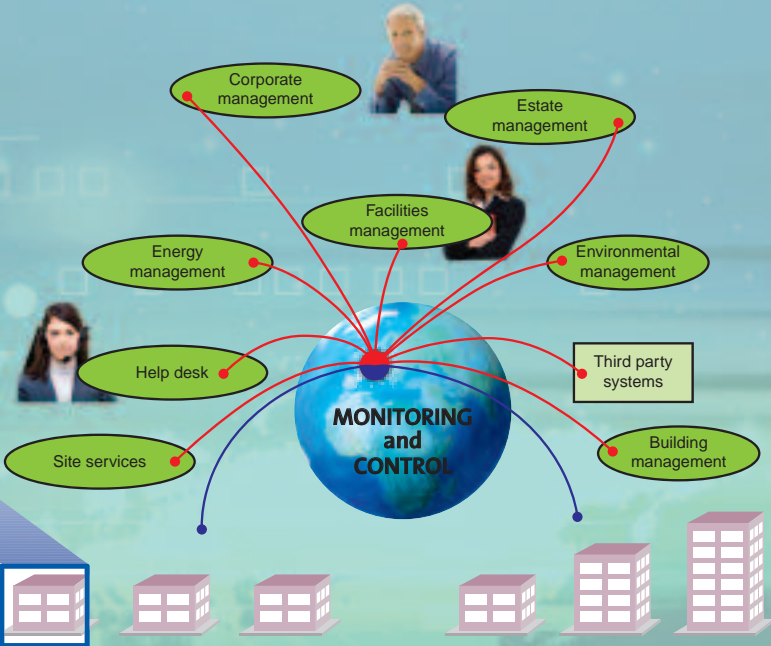 Corporate
management
Estate
management
Facilities
management
Energy
management
Environmental
management
Help desk
Third party
systems
MONITORING
and
CONTROL
Site services
Building
management